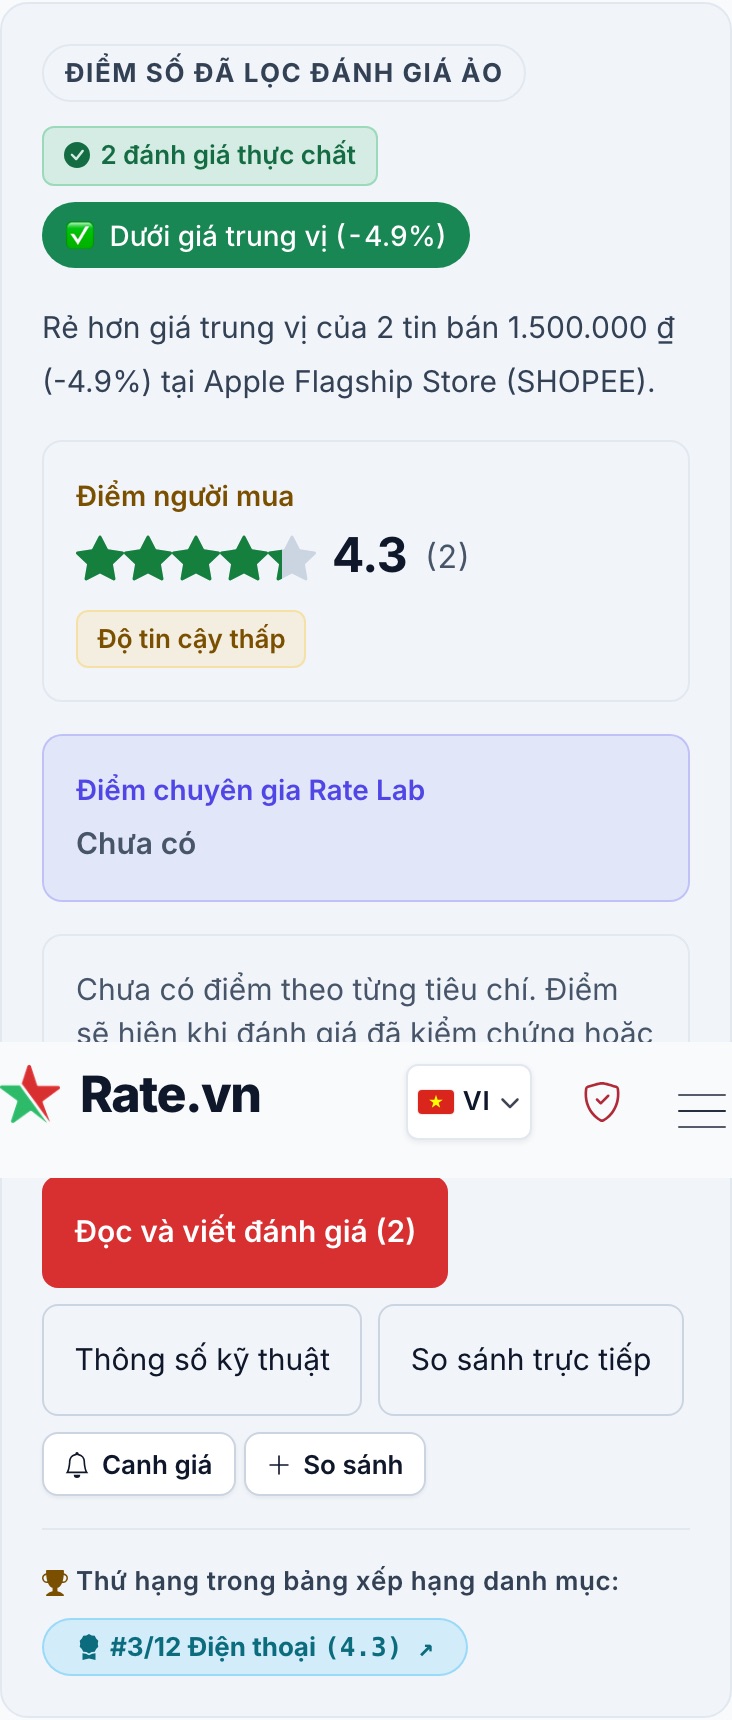 ĐIỂM SỐ ĐÃ LỌC ĐÁNH GIÁ ẢO
2 đánh giá thực chất
✅ Dưới giá trung vị (-4.9%)
Rẻ hơn giá trung vị của 2 tin bán 1.500.000 ₫
(-4.9%) tại Apple Flagship Store (SHOPEE).
Điểm người mua
4.3 (2)
Độ tin cậy thấp
Điểm chuyên gia Rate Lab
Chưa có
Chưa có điểm theo từng tiêu chí. Điểm
sẽ hiện khi đánh giá đã kiểm chứng hoặc
Rate.vn
VI
Đọc và viết đánh giá (2)
Thông số kỹ thuật
So sánh trực tiếp
Canh giá
+ So sánh
Thứ hạng trong bảng xếp hạng danh mục:
#3/12 Điện thoại (4.3) ↗